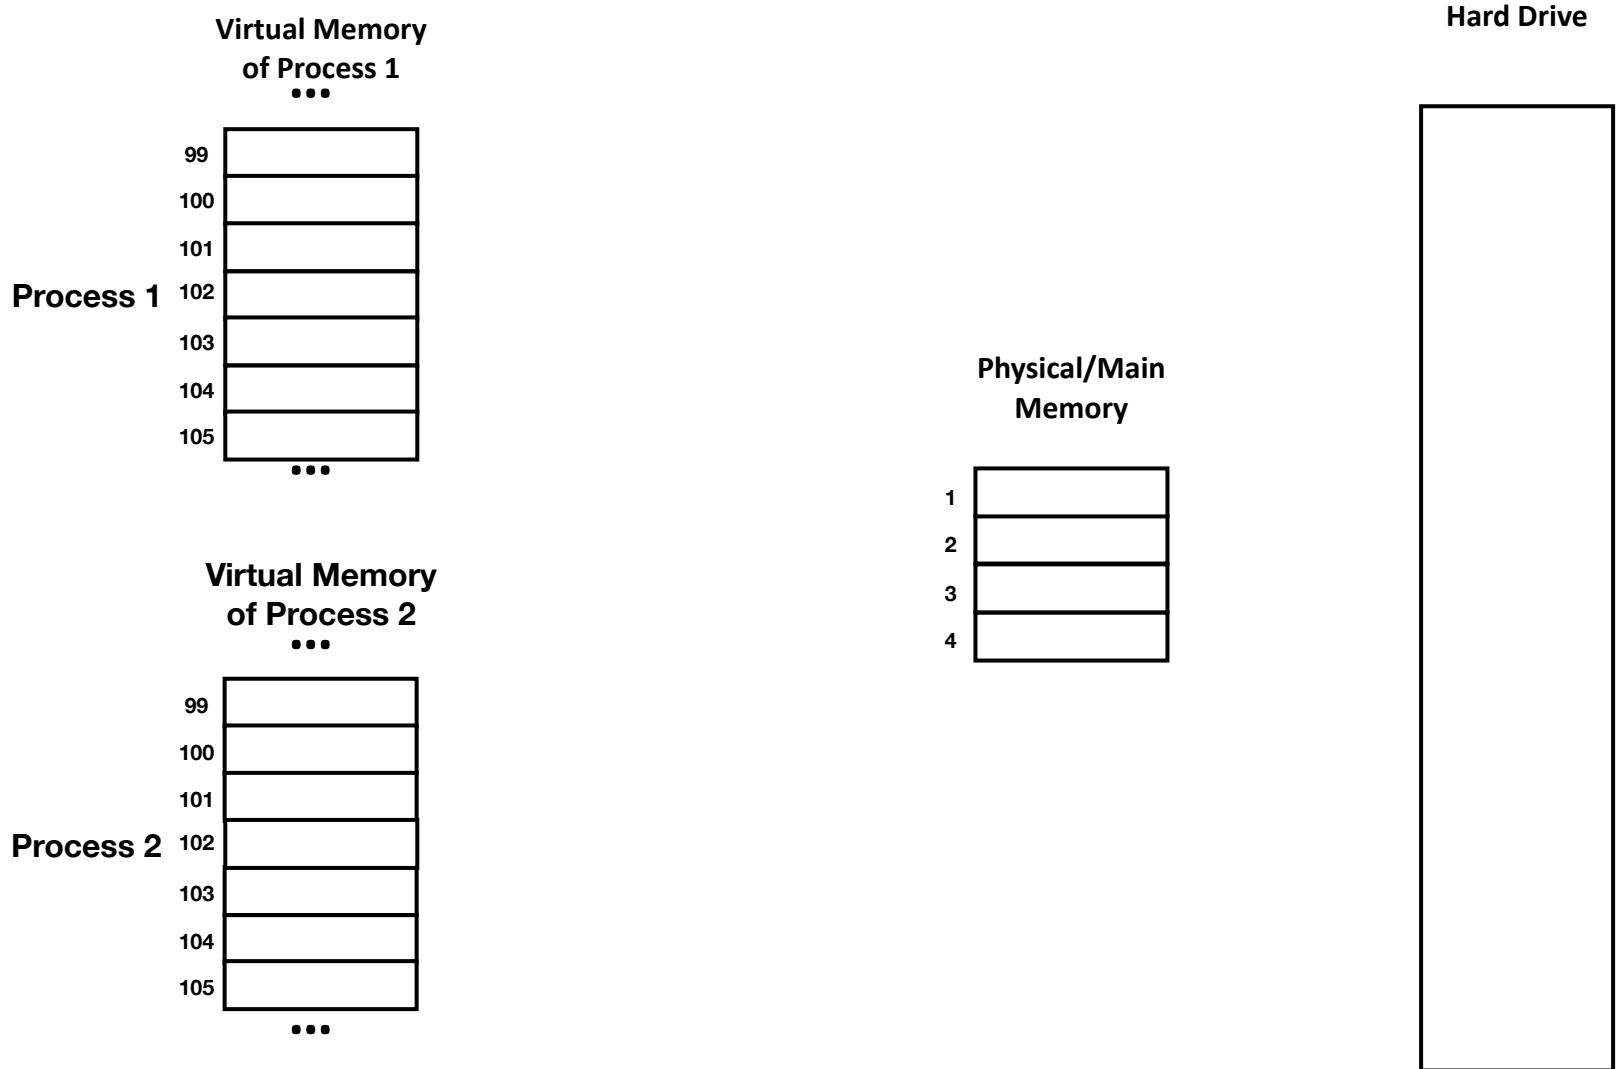 Virtual Memory
of Process 1
...
99
100
101
Process 1 102
103
104
105
...
Virtual Memory
of Process 2
...
99
100
101
Process 2 102
103
104
105
...
Physical/Main
Memory
1
2
3
4
Hard Drive